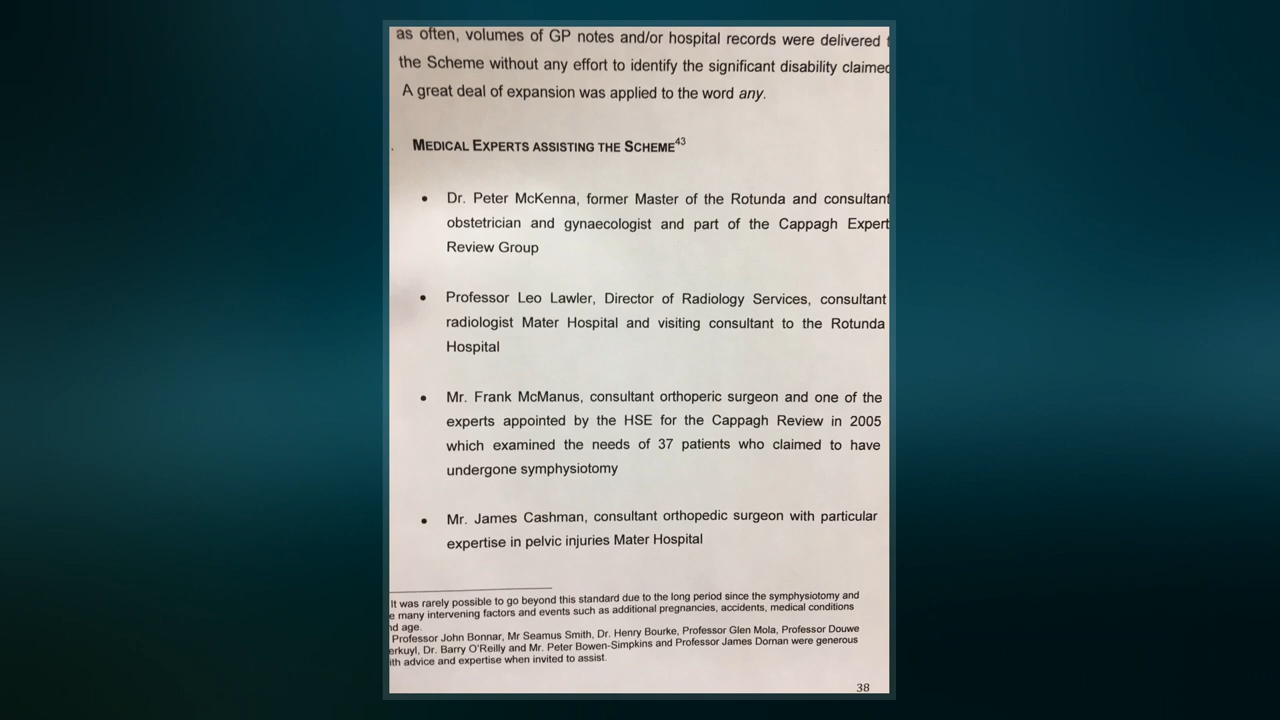 as often, volumes of GP notes and/or hospital records were delivered
the Scheme without any effort to identify the significant disability claimed
A great deal of expansion was applied to the word any.
MEDICAL EXPERTS ASSISTING THE SCHEME43
• Dr. Peter McKenna, former Master of the Rotunda and consultant
obstetrician and gynaecologist and part of the Cappagh Expert
Review Group
• Professor Leo Lawler, Director of Radiology Services, consultant
radiologist Mater Hospital and visiting consultant to the Rotunda
Hospital
• Mr. Frank McManus, consultant orthoperic surgeon and one of the
experts appointed by the HSE for the Cappagh Review in 2005
which examined the needs of 37 patients who claimed to have
undergone symphysiotomy
• Mr. James Cashman, consultant orthopedic surgeon with particular
expertise in pelvic injuries Mater Hospital
It was rarely possible to go beyond this standard due to the long period since the symphysiotomy and
many intervening factors and events such as additional pregnancies, accidents, medical conditions
age.
Professor John Bonnar, Mr Seamus Smith, Dr. Henry Bourke, Professor Glen Mola, Professor Douwe
erkuyl, Dr. Barry O'Reilly and Mr. Peter Bowen-Simpkins and Professor James Dornan were generous
ith advice and expertise when invited to assist.
38